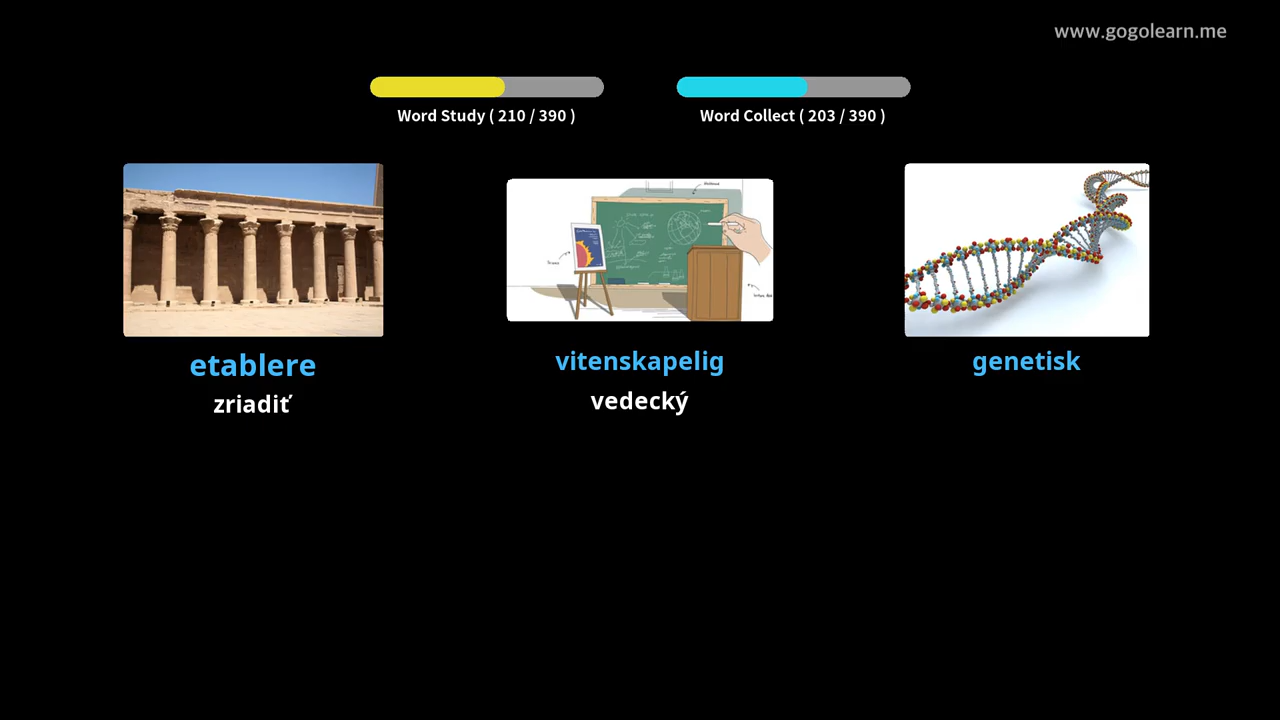 www.gogolearn.me
Word Study ( 210 / 390 )
Word Collect ( 203 / 390 )
etablere
vitenskapelig
genetisk
zriadiť
vedecký